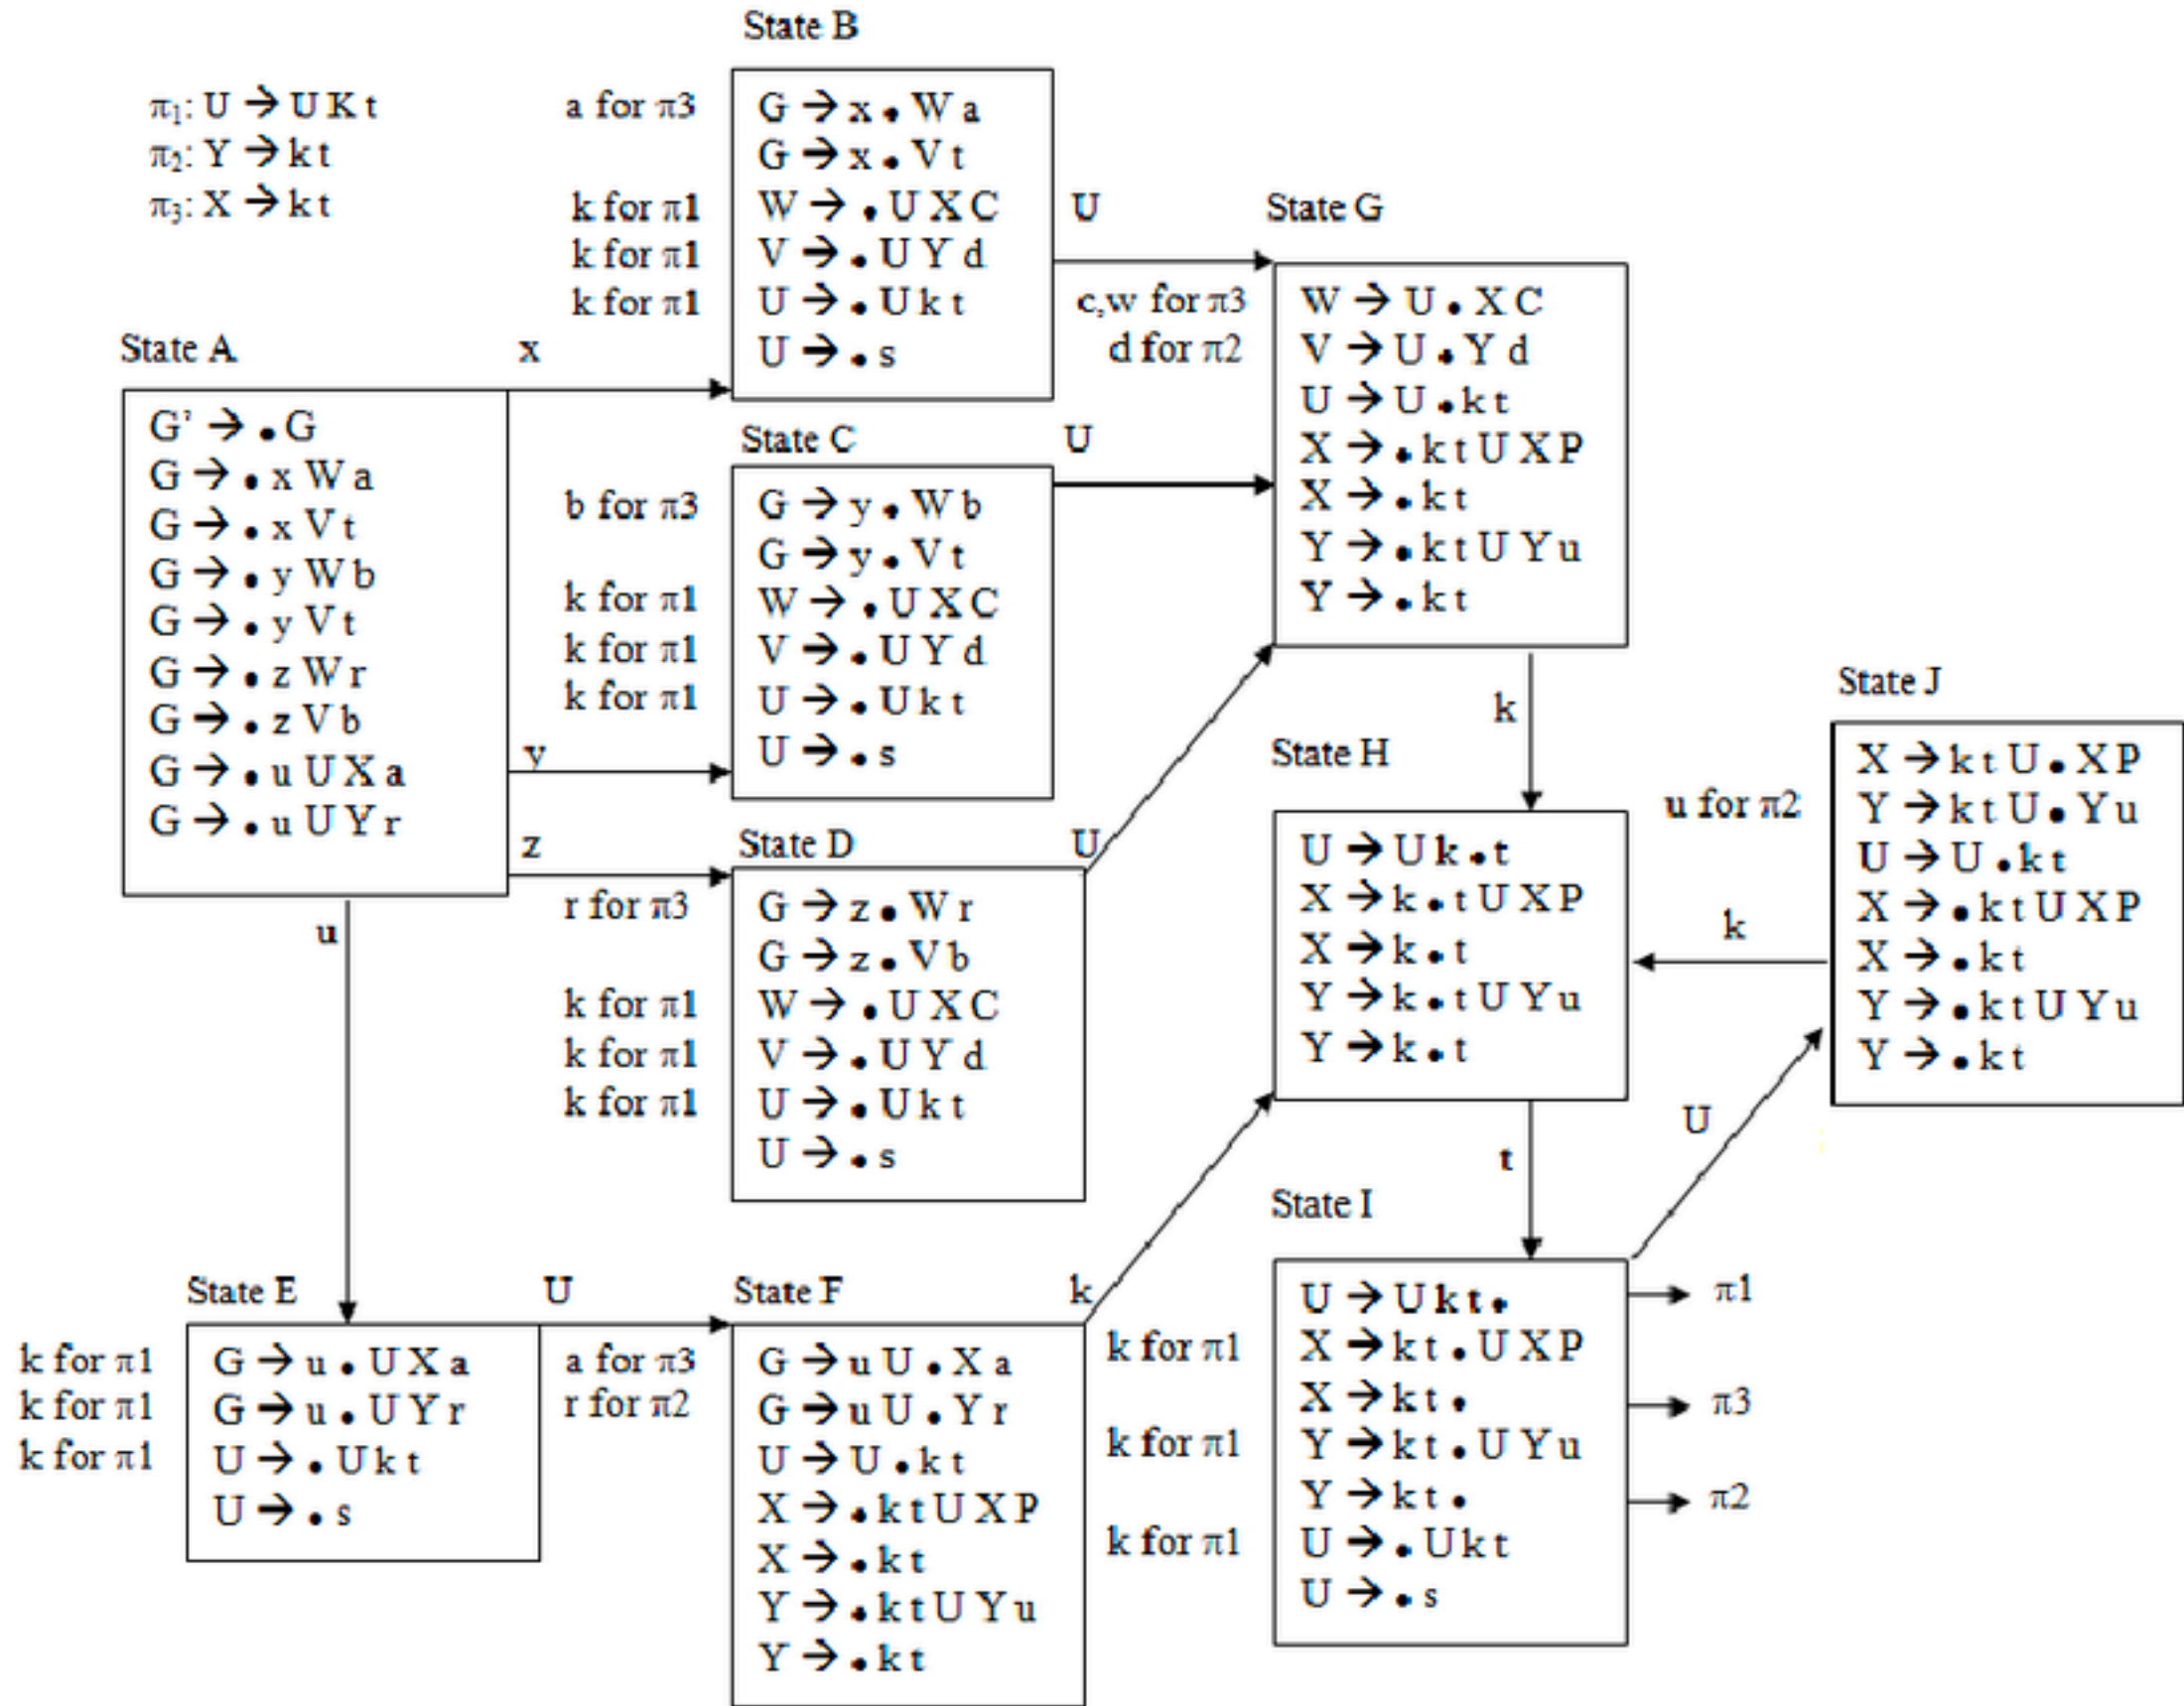 π1: U → U K t
π2: Y → k t
π3: X → k t
State A
G' → . G
G → . x W a
G → . x V t
G → . y W b
G → . y V t
G → . z W r
G → . z V b
G → . u U X a
G → . u U Y r
x
y
z
u
State B
a for π3
k for π1
k for π1
k for π1
G → x . W a
G → x . V t
W → . U X C
V → . U Y d
U → . U k t
U → . s
U
State C
b for π3
k for π1
k for π1
k for π1
G → y . W b
G → y . V t
W → . U X C
V → . U Y d
U → . U k t
U → . s
U
State D
r for π3
k for π1
k for π1
k for π1
G → z . W r
G → z . V b
W → . U X C
V → . U Y d
U → . U k t
U → . s
U
State E
k for π1
k for π1
k for π1
G → u . U X a
G → u . U Y r
U → . U k t
U → . s
U
State F
a for π3
r for π2
G → u U . X a
G → u U . Y r
U → U . k t
X → . k t U X P
X → . k t
Y → . k t U Y u
Y → . k t
k
State G
c,w for π3
d for π2
W → U . X C
V → U . Y d
U → U . k t
X → . k t U X P
X → . k t
Y → . k t U Y u
Y → . k t
k
State H
U → U k . t
X → k . t U X P
X → k . t
Y → k . t U Y u
Y → k . t
t
State I
k for π1
k for π1
k for π1
U → U k t .
X → k t . U X P
X → k t .
Y → k t . U Y u
Y → k t .
U → . U k t
U → . s
π1
π3
π2
U
State J
u for π2
X → k t U . X P
Y → k t U . Y u
U → U . k t
X → . k t U X P
X → . k t
Y → . k t U Y u
Y → . k t
k